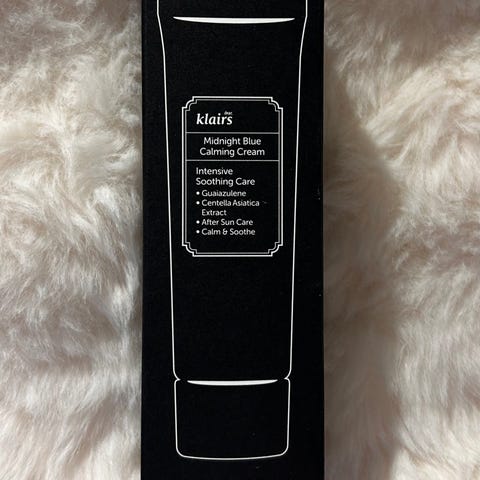 dear,
klairs
Midnight Blue
Calming Cream
Intensive
Soothing Care
• Guaiazulene
• Centella Asiatica
Extract
• After Sun Care
• Calm & Soothe